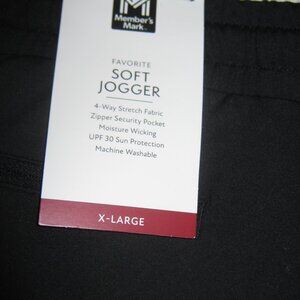 M
Member's
Mark
FAVORITE
SOFT
JOGGER
4-Way Stretch Fabric
Zipper Security Pocket
Moisture Wicking
UPF 30 Sun Protection
Machine Washable
X-LARGE